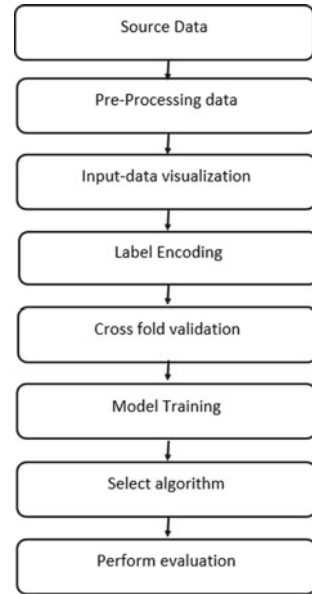 Source Data
Pre-Processing data
Input-data visualization
Label Encoding
Cross fold validation
Model Training
Select algorithm
Perform evaluation